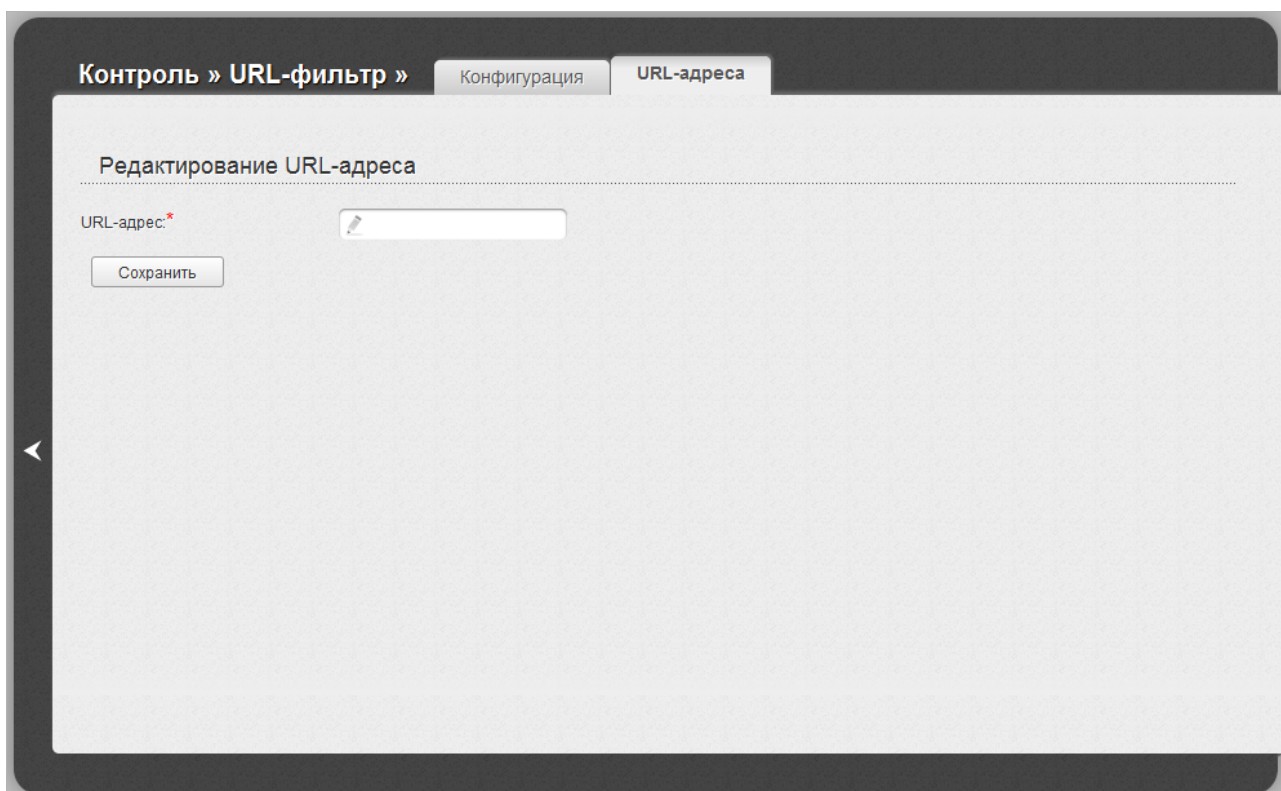 Контроль » URL-фильтр » Конфигурация URL-адреса
Редактирование URL-адреса
URL-адрес:*
Сохранить